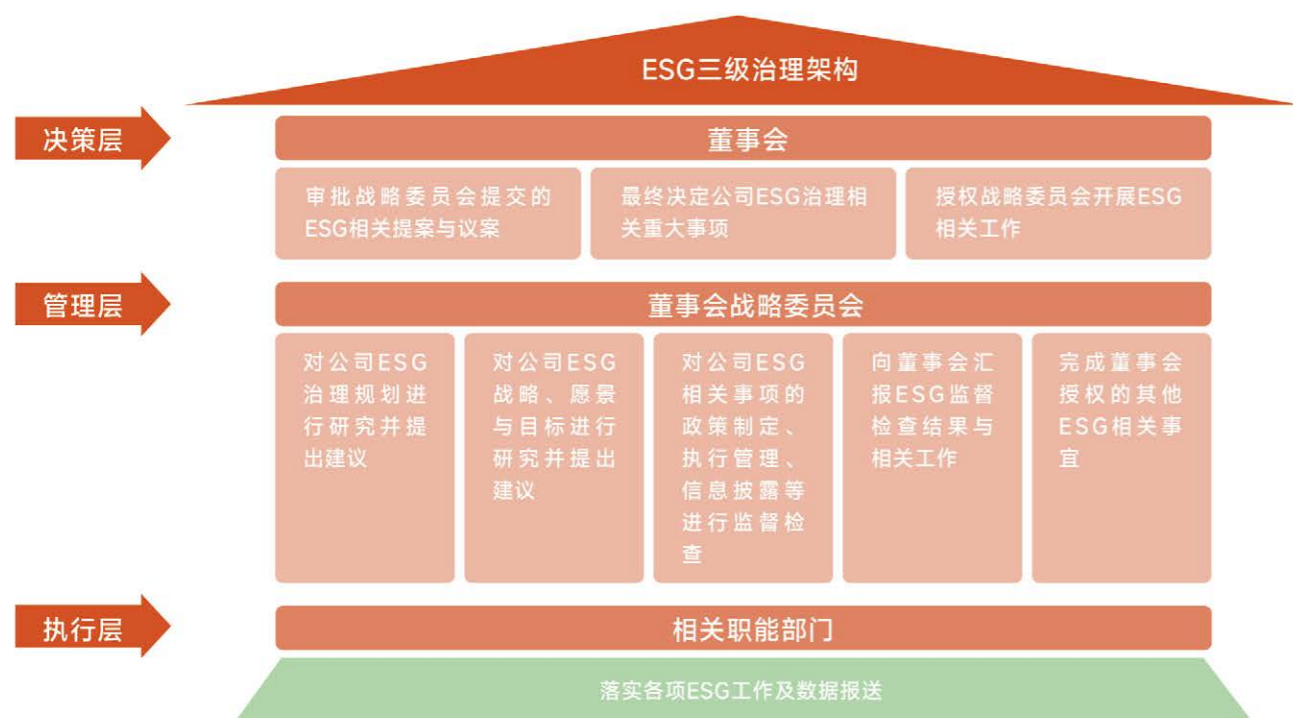 ESG三级治理架构
决策层
董事会
审批战略委员会提交的
ESG相关提案与议案
最终决定公司ESG治理相
关重大事项
授权战略委员会开展ESG
相关工作
管理层
董事会战略委员会
对公司ESG
治理规划进
行研究并提
出建议
对公司ESG
战略、愿景
与目标进行
研究并提出
建议
对公司ESG
相关事项的
政策制定、
执行管理、
信息披露等
进行监督检
查
向董事会汇
报ESG监督
检查结果与
相关工作
完成董事会
授权的其他
ESG相关事
宜
执行层
相关职能部门
落实各项ESG工作及数据报送